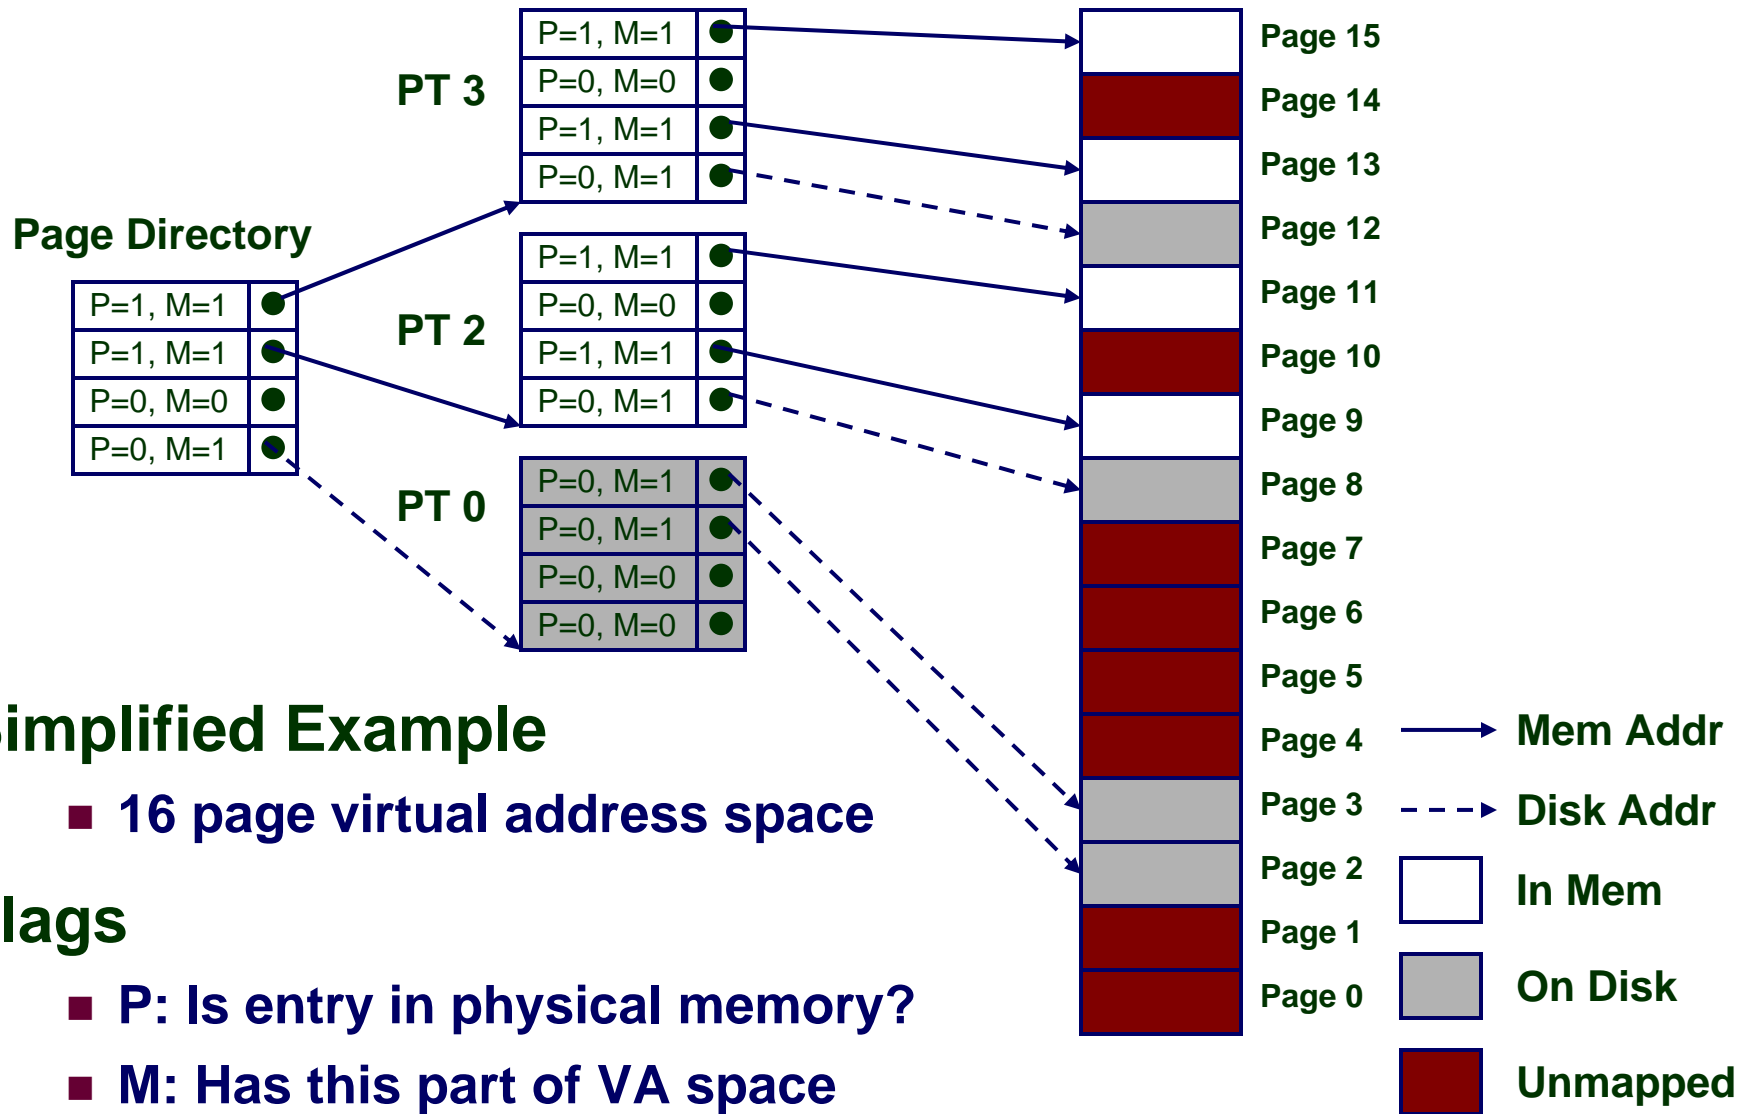 Page Directory
P=1, M=1
P=1, M=1
P=0, M=0
P=0, M=1
PT 3
P=1, M=1
P=0, M=0
P=1, M=1
P=0, M=1
PT 2
P=1, M=1
P=0, M=0
P=1, M=1
P=0, M=1
PT 0
P=0, M=1
P=0, M=1
P=0, M=0
P=0, M=0
Page 15
Page 14
Page 13
Page 12
Page 11
Page 10
Page 9
Page 8
Page 7
Page 6
Page 5
Page 4
Page 3
Page 2
Page 1
Page 0
Mem Addr
Disk Addr
In Mem
On Disk
Unmapped
implified Example
16 page virtual address space
lags
P: Is entry in physical memory?
M: Has this part of VA space